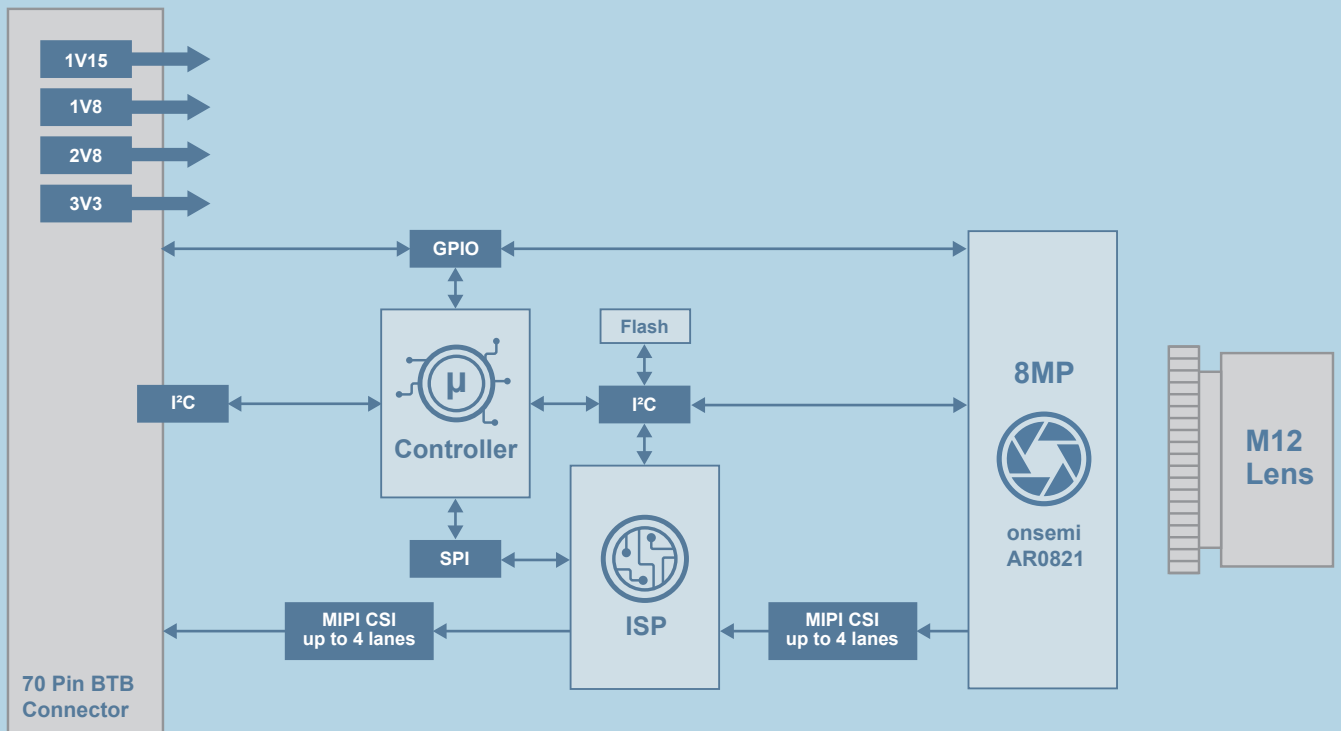 1V15
1V8
2V8
3V3
GPIO
Flash
I²C
µ
Controller
I²C
8MP
onsemi
AR0821
M12
Lens
SPI
ISP
MIPI CSI
up to 4 lanes
MIPI CSI
up to 4 lanes
70 Pin BTB
Connector